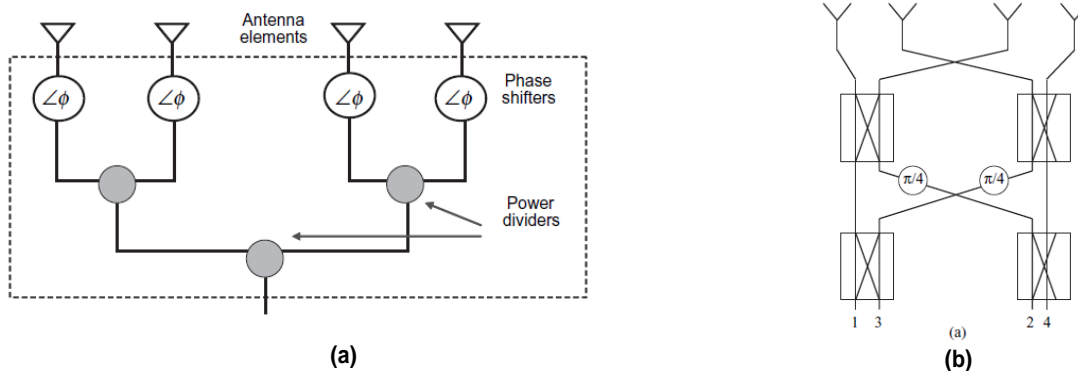 Antenna
elements
Phase
shifters
∠ϕ ∠ϕ ∠ϕ ∠ϕ
Power
dividers
(a)
π/4 π/4
1 3 2 4
(a)
(b)